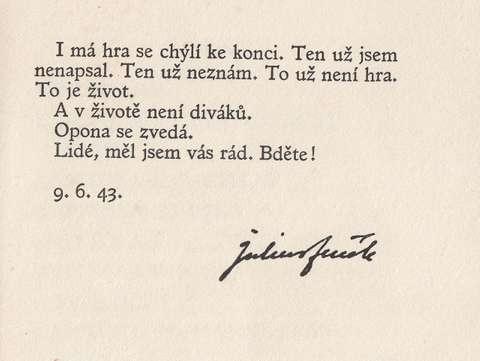 I má hra se chýlí ke konci. Ten už jsem
nenapsal. Ten už neznám. To už není hra.
To je život.
A v životě není diváků.
Opona se zvedá.
Lidé, měl jsem vás rád. Bděte!
9. 6. 43.
Julius Fučík